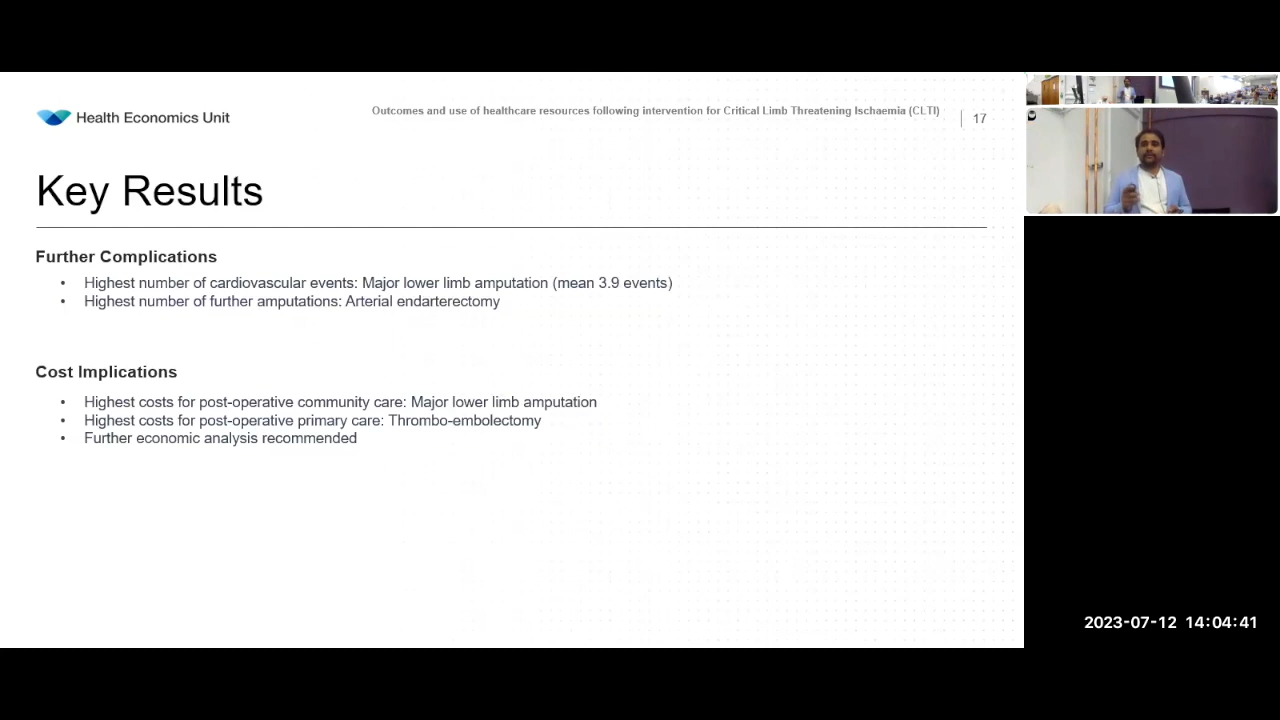 Health Economics Unit
Outcomes and use of healthcare resources following intervention for Critical Limb Threatening Ischaemia (CLTI)
17
Key Results
Further Complications
• Highest number of cardiovascular events: Major lower limb amputation (mean 3.9 events)
• Highest number of further amputations: Arterial endarterectomy
Cost Implications
• Highest costs for post-operative community care: Major lower limb amputation
• Highest costs for post-operative primary care: Thrombo-embolectomy
• Further economic analysis recommended
2023-07-12 14:04:41